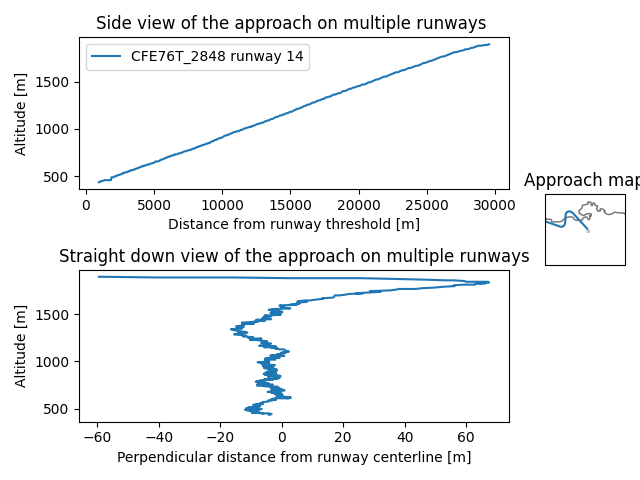 Side view of the approach on multiple runways
CFE76T_2848 runway 14
Altitude [m]
1500
1000
500
0 5000 10000 15000 20000 25000 30000
Distance from runway threshold [m]
Approach map
Straight down view of the approach on multiple runways
Altitude [m]
1500
1000
500
−60 −40 −20 0 20 40 60
Perpendicular distance from runway centerline [m]